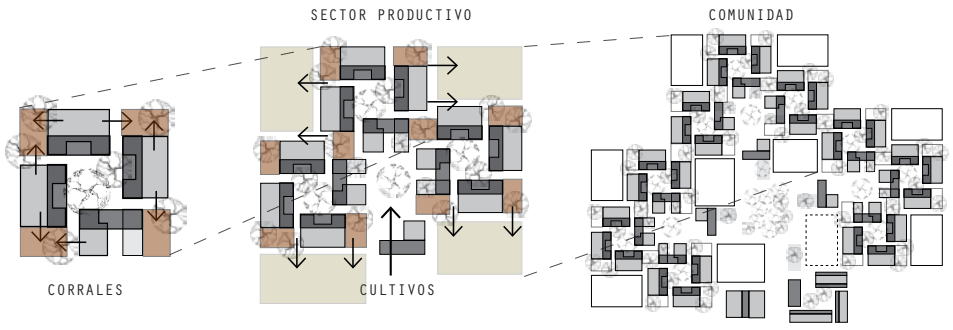 SECTOR PRODUCTIVO
COMUNIDAD
CORRALES
CULTIVOS